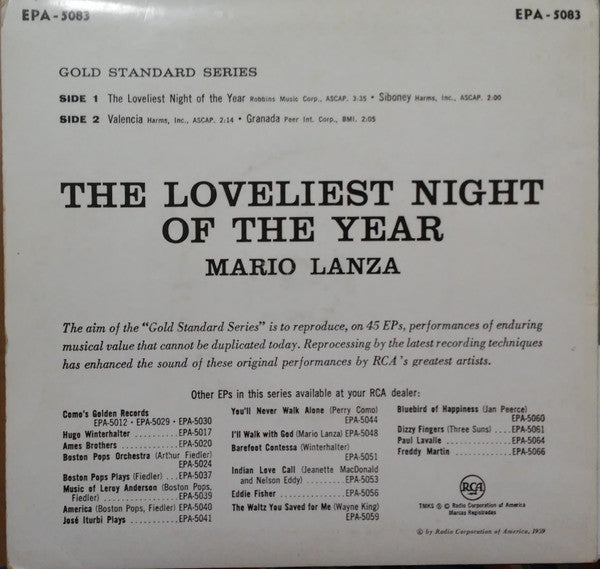 EPA-5083 EPA-5083
GOLD STANDARD SERIES
SIDE 1 The Loveliest Night of the Year Robbins Music Corp., ASCAP. 3:35 • Siboney Harms, Inc., ASCAP. 2:00
SIDE 2 Valencia Harms, Inc., ASCAP. 2:14 • Granada Peer Int. Corp., BMI. 2:05
THE LOVELIEST NIGHT
OF THE YEAR
MARIO LANZA
The aim of the "Gold Standard Series" is to reproduce, on 45 EPs, performances of enduring
musical value that cannot be duplicated today. Reprocessing by the latest recording techniques
has enhanced the sound of these original performances by RCA's greatest artists.
Other EPs in this series available at your RCA dealer:
Como's Golden Records
EPA-5012 • EPA-5029 • EPA-5030
Hugo Winterhalter ..........EPA-5017
Ames Brothers ..............EPA-5020
Boston Pops Orchestra (Arthur Fiedler)
EPA-5024
Boston Pops Plays (Fiedler) ...EPA-5037
Music of Leroy Anderson (Boston Pops,
Fiedler) ..................EPA-5039
America (Boston Pops, Fiedler) EPA-5040
José Iturbi Plays ............EPA-5041
You'll Never Walk Alone (Perry Como)
EPA-5044
I'll Walk with God (Mario Lanza) EPA-5048
Barefoot Contessa (Winterhalter)
EPA-5051
Indian Love Call (Jeanette MacDonald
and Nelson Eddy) ..........EPA-5053
Eddie Fisher ................EPA-5056
The Waltz You Saved for Me (Wayne King)
EPA-5059
Bluebird of Happiness (Jan Peerce)
EPA-5060
Dizzy Fingers (Three Suns) ....EPA-5061
Paul Lavalle ................EPA-5064
Freddy Martin ..............EPA-5066
RCA
TMKS ® © Radio Corporation of America
Marcas Registradas
© by Radio Corporation of America, 1959